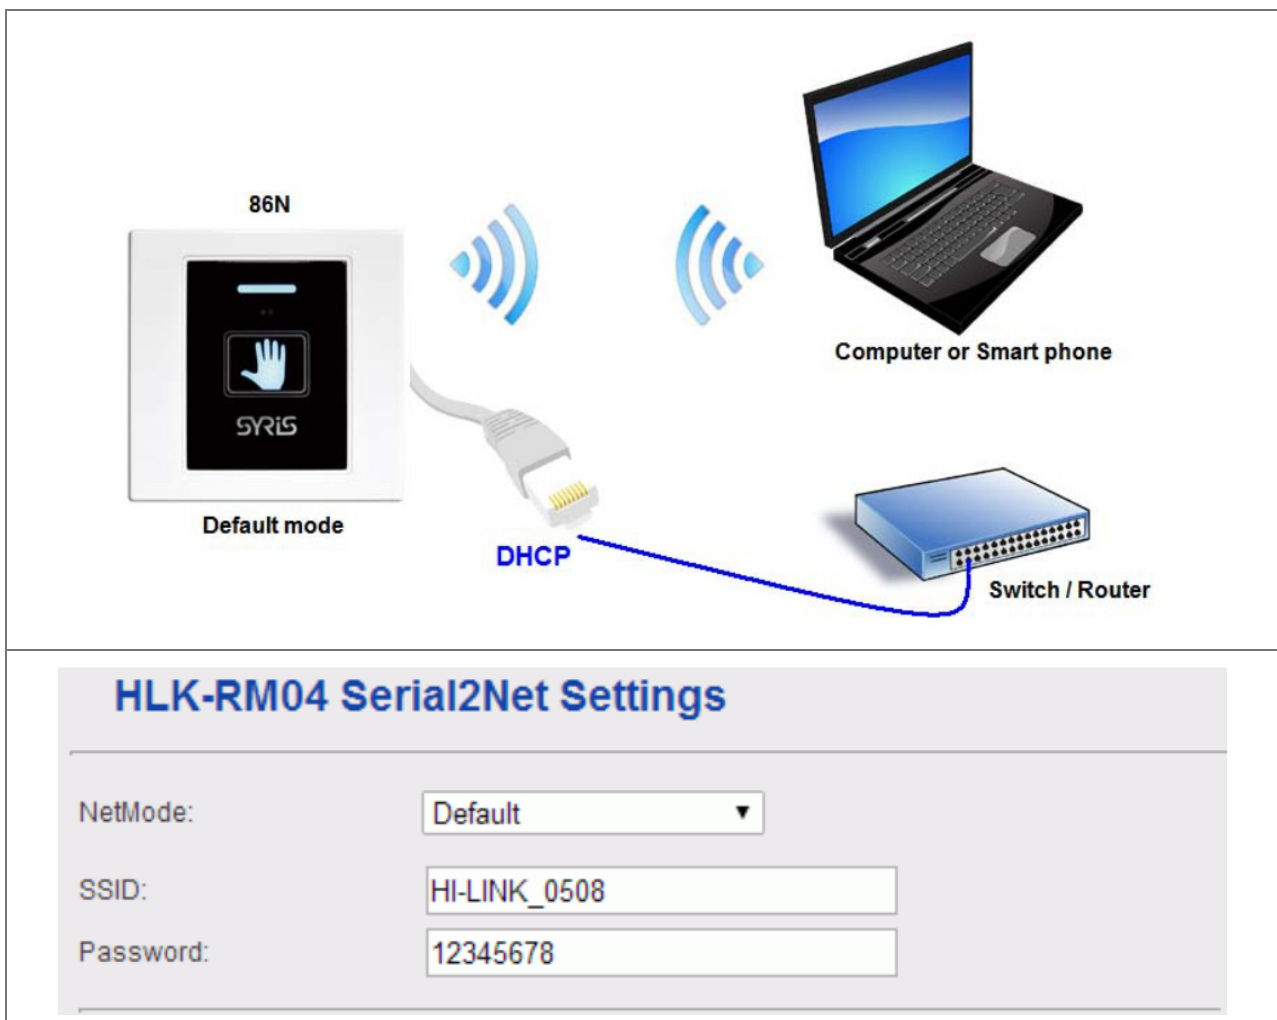 86N
SYRiS
Default mode
Computer or Smart phone
DHCP
Switch / Router
HLK-RM04 Serial2Net Settings
NetMode: Default
SSID: HI-LINK_0508
Password: 12345678